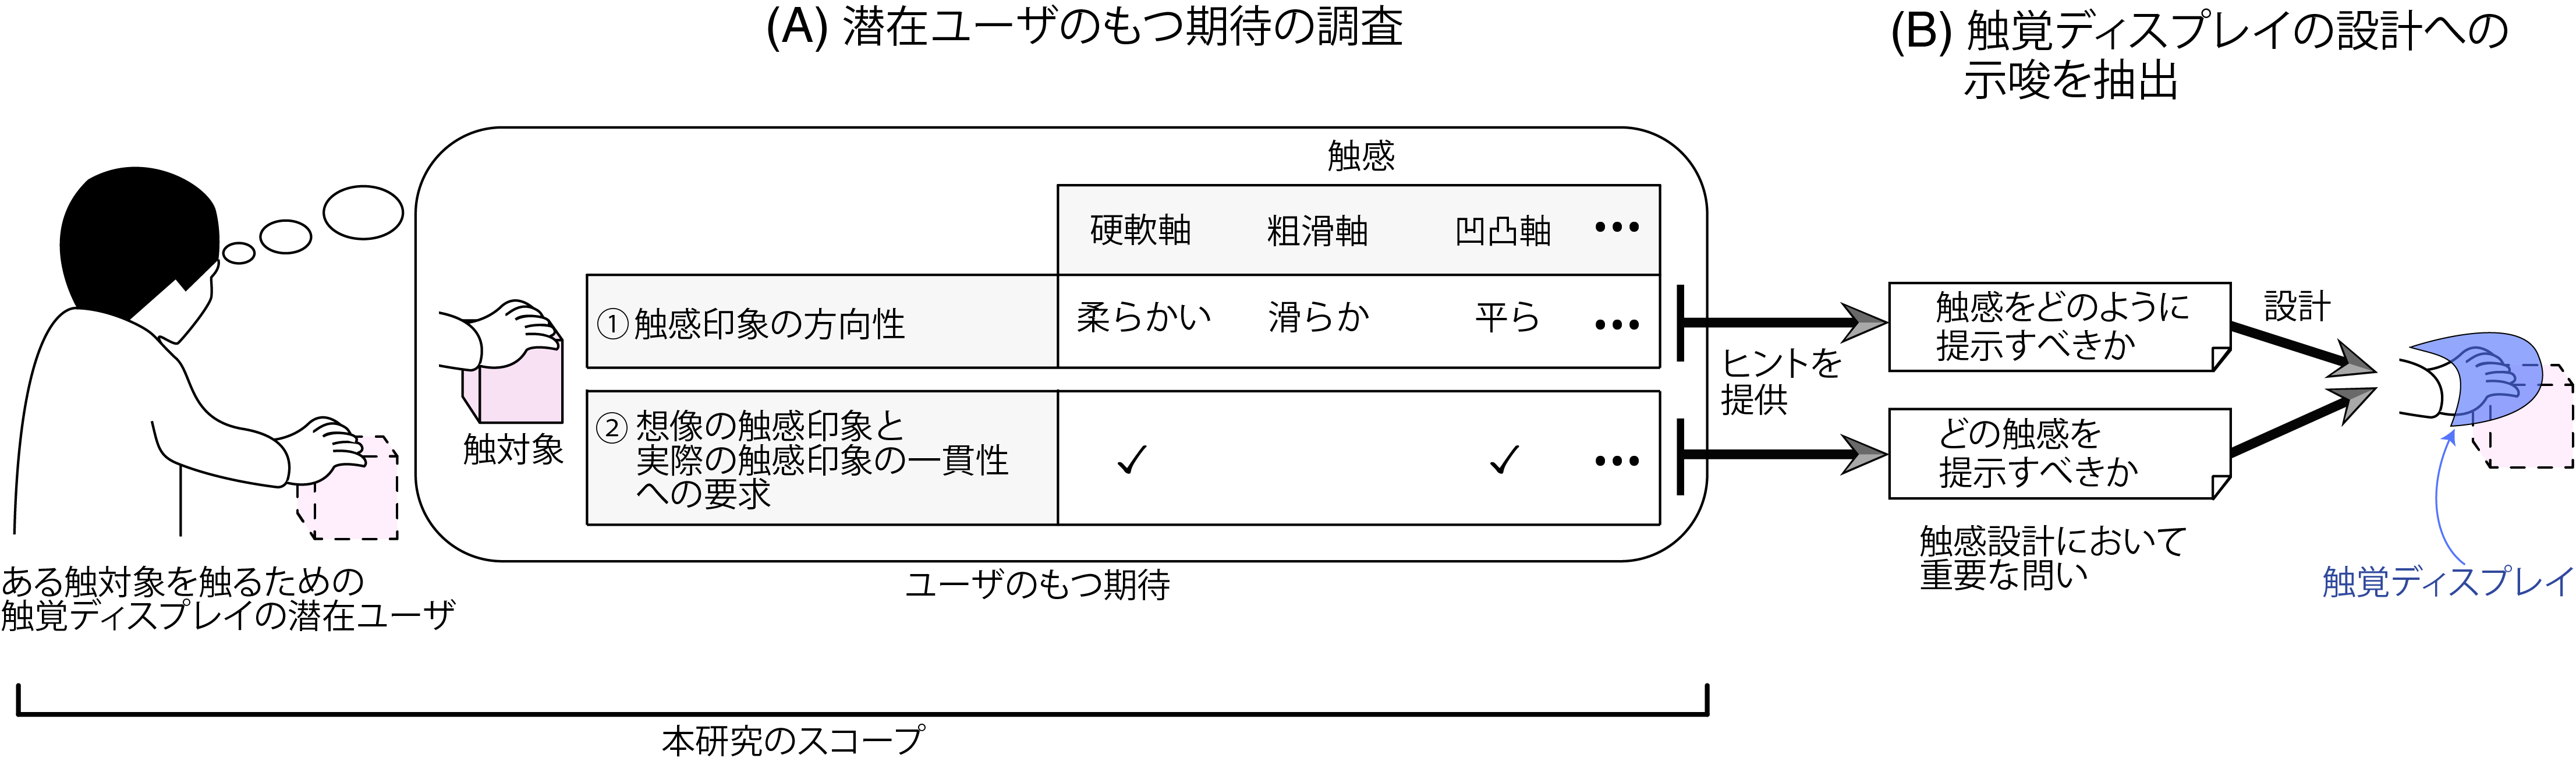 (A) 潜在ユーザのもつ期待の調査
(B) 触覚ディスプレイの設計への
示唆を抽出
触感
硬軟軸 粗滑軸 凹凸軸 •••
①触感印象の方向性 柔らかい 滑らか 平ら •••
② 想像の触感印象と
実際の触感印象の一貫性
への要求
✓ ✓ •••
触対象
ユーザのもつ期待
ある触対象を触るための
触覚ディスプレイの潜在ユーザ
ヒントを
提供
触感をどのように
提示すべきか
どの触感を
提示すべきか
設計
触感設計において
重要な問い
触覚ディスプレイ
本研究のスコープ